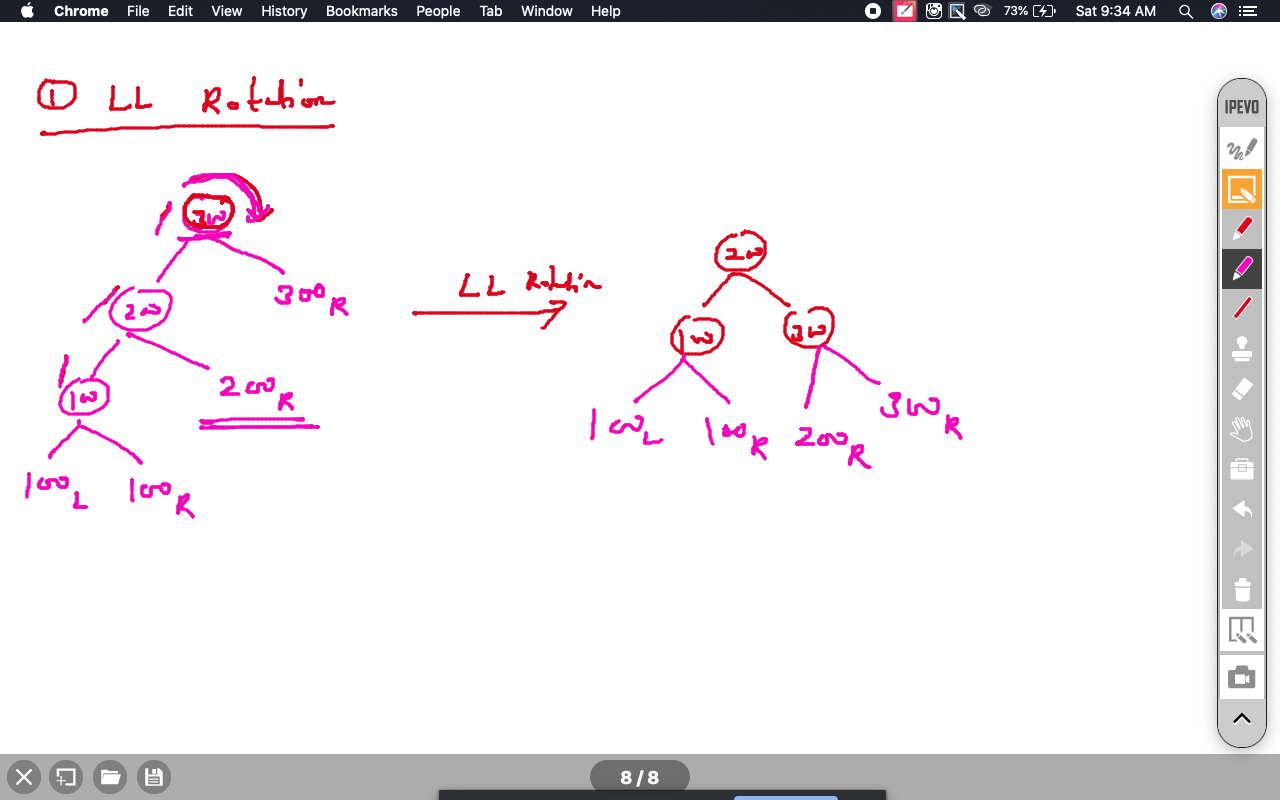 Chrome File Edit View History Bookmarks People Tab Window Help 73% Sat 9:34 AM
IPEVO
1 LL Rotation
300
200 300R
100 200R
100L 100R
LL Rotation
200
100 300
100L 100R 200R 300R
8 / 8